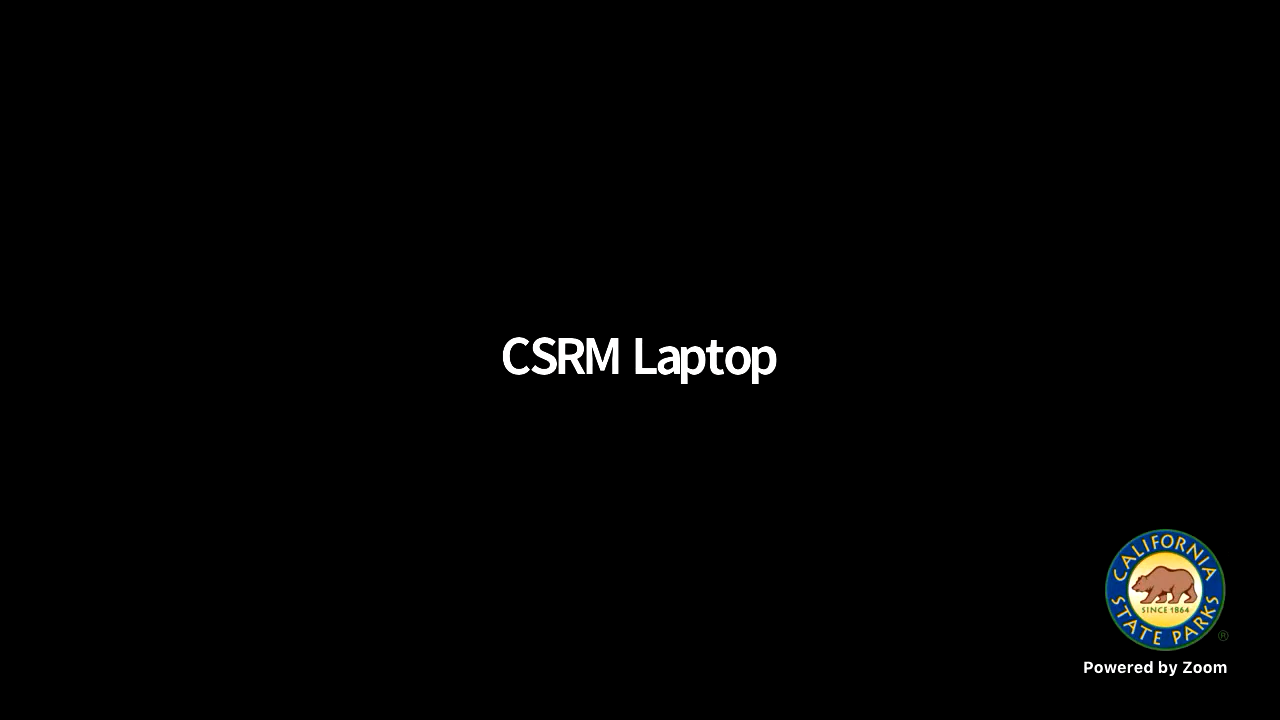 CSRM Laptop
CALIFORNIA
SINCE 1864
STATE PARKS
®
Powered by Zoom